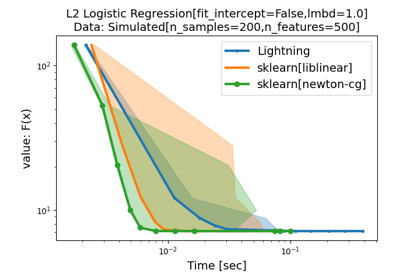 L2 Logistic Regression[fit_intercept=False,lmbd=1.0]
Data: Simulated[n_samples=200,n_features=500]
Lightning
sklearn[liblinear]
sklearn[newton-cg]
10²
10¹
value: F(x)
10⁻² 10⁻¹
Time [sec]